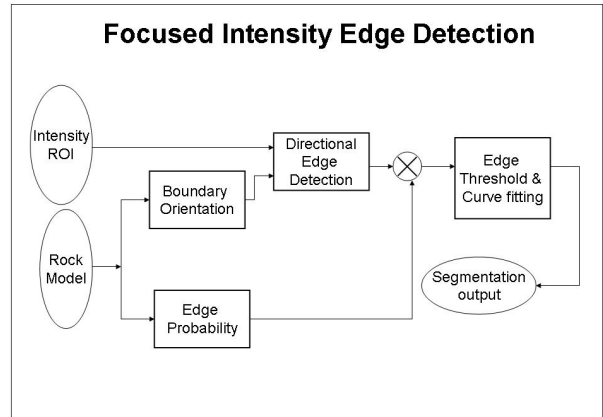 Focused Intensity Edge Detection
Intensity
ROI
Directional
Edge
Detection
Edge
Threshold &
Curve fitting
Boundary
Orientation
Rock
Model
Edge
Probability
Segmentation
output